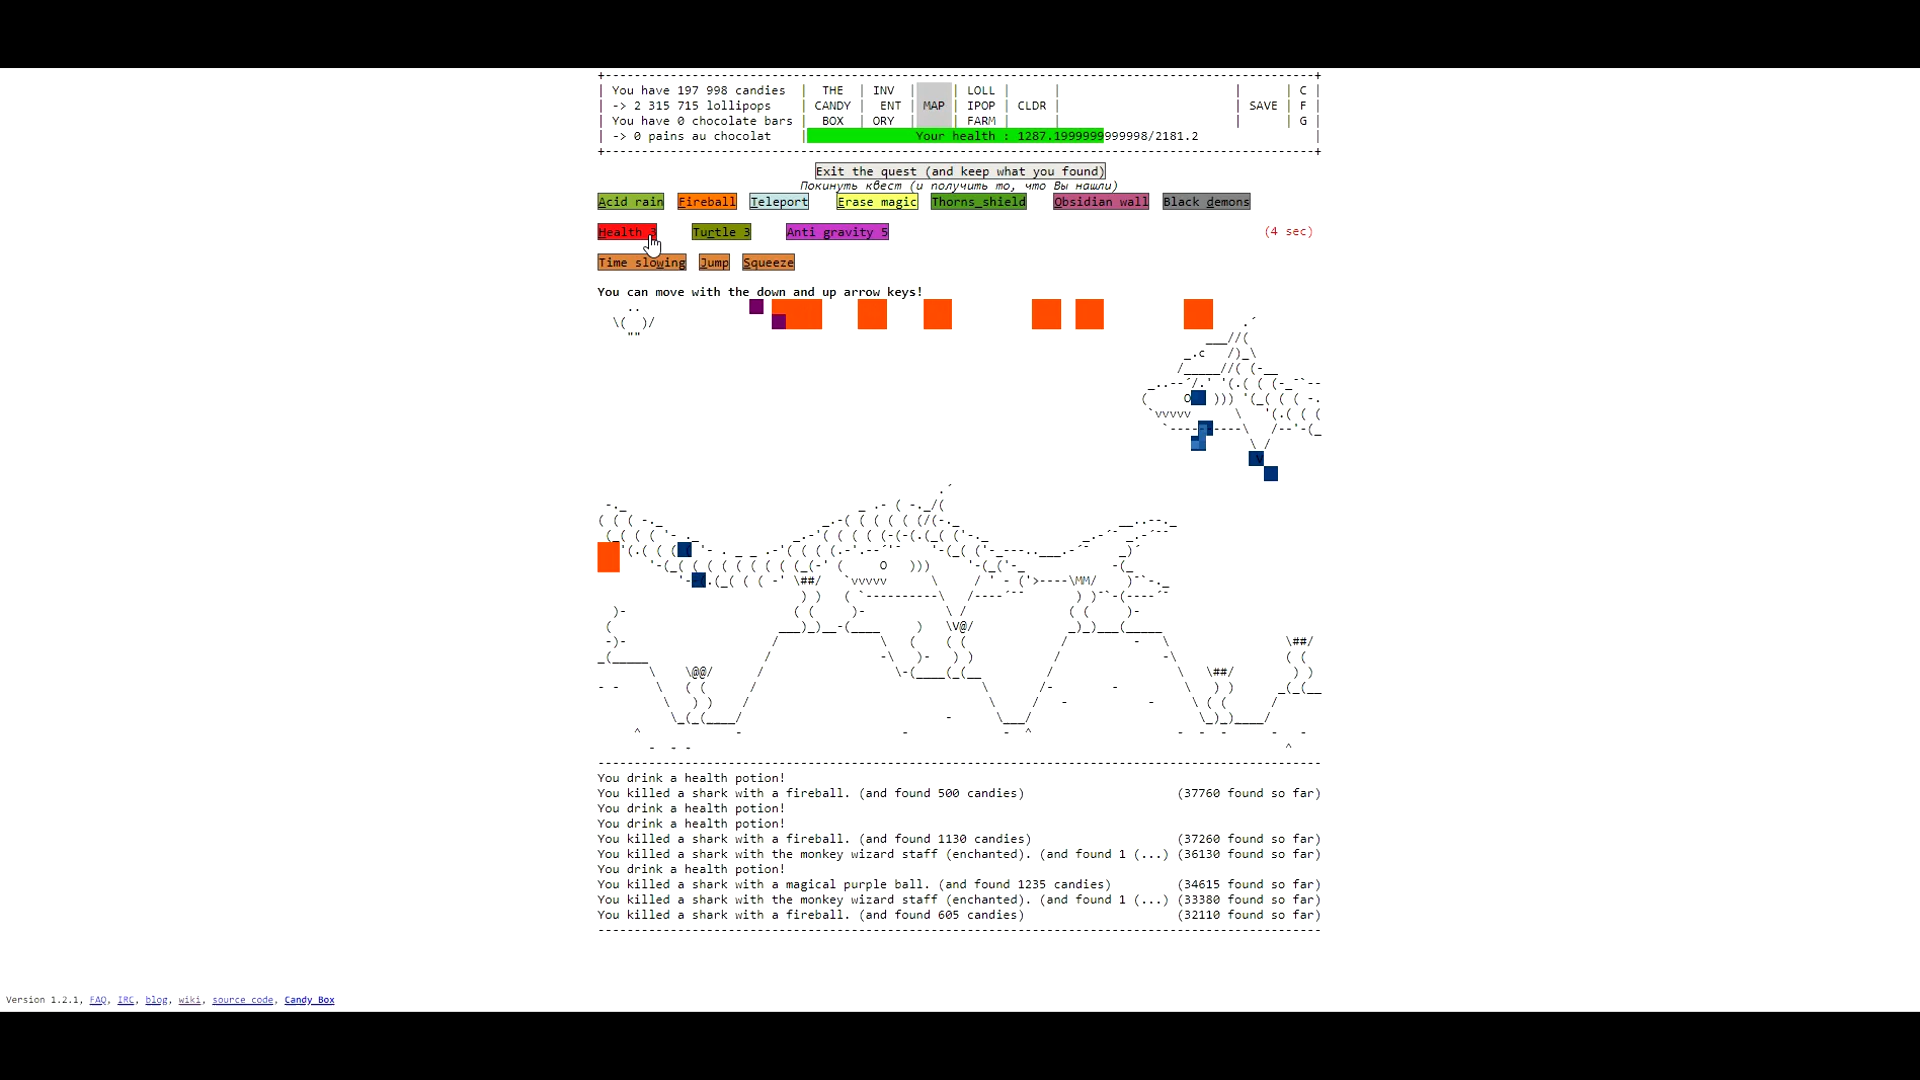 You have 197 998 candies | THE | INV | | LOLL | | | | C
-> 2 315 715 lollipops | CANDY | ENT | MAP | IPOP | CLDR | | SAVE | F
You have 0 chocolate bars | BOX | ORY | | FARM | | | | G
-> 0 pains au chocolat | Your health : 1287.1999999999998/2181.2
Exit the quest (and keep what you found)
Покинуть квест (и получить то, что Вы нашли)
Acid rain Fireball Teleport Erase magic Thorns_shield Obsidian wall Black demons
Health 3 Turtle 3 Anti gravity 5 (4 sec)
Time slowing Jump Squeeze
You can move with the down and up arrow keys!
You drink a health potion!
You killed a shark with a fireball. (and found 500 candies) (37760 found so far)
You drink a health potion!
You drink a health potion!
You killed a shark with a fireball. (and found 1130 candies) (37260 found so far)
You killed a shark with the monkey wizard staff (enchanted). (and found 1 (...) (36130 found so far)
You drink a health potion!
You killed a shark with a magical purple ball. (and found 1235 candies) (34615 found so far)
You killed a shark with the monkey wizard staff (enchanted). (and found 1 (...) (33380 found so far)
You killed a shark with a fireball. (and found 605 candies) (32110 found so far)
Version 1.2.1, FAQ, IRC, blog, wiki, source code, Candy Box